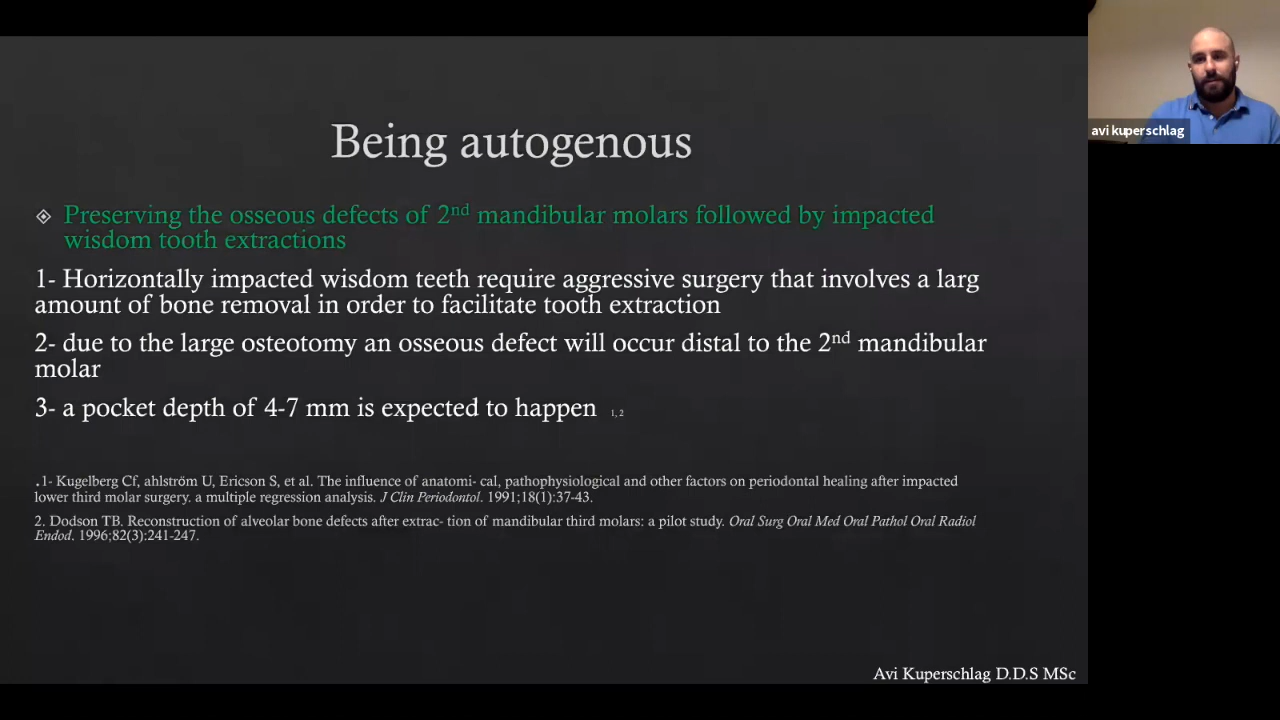 Being autogenous
Preserving the osseous defects of 2nd mandibular molars followed by impacted
wisdom tooth extractions
1- Horizontally impacted wisdom teeth require aggressive surgery that involves a larg
amount of bone removal in order to facilitate tooth extraction
2- due to the large osteotomy an osseous defect will occur distal to the 2nd mandibular
molar
3- a pocket depth of 4-7 mm is expected to happen 1, 2
.1- Kugelberg Cf, ahlström U, Ericson S, et al. The influence of anatomi- cal, pathophysiological and other factors on periodontal healing after impacted
lower third molar surgery. a multiple regression analysis. J Clin Periodontol. 1991;18(1):37-43.
2. Dodson TB. Reconstruction of alveolar bone defects after extrac- tion of mandibular third molars: a pilot study. Oral Surg Oral Med Oral Pathol Oral Radiol
Endod. 1996;82(3):241-247.
Avi Kuperschlag D.D.S MSc
avi kuperschlag